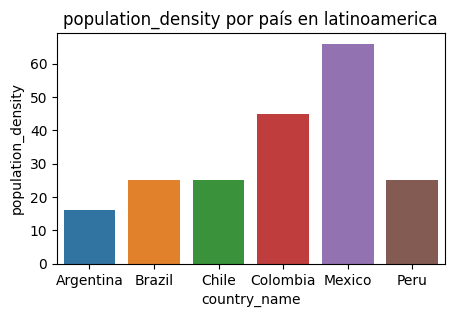 population_density por país en latinoamerica
population_density
60
50
40
30
20
10
0
Argentina Brazil Chile Colombia Mexico Peru
country_name